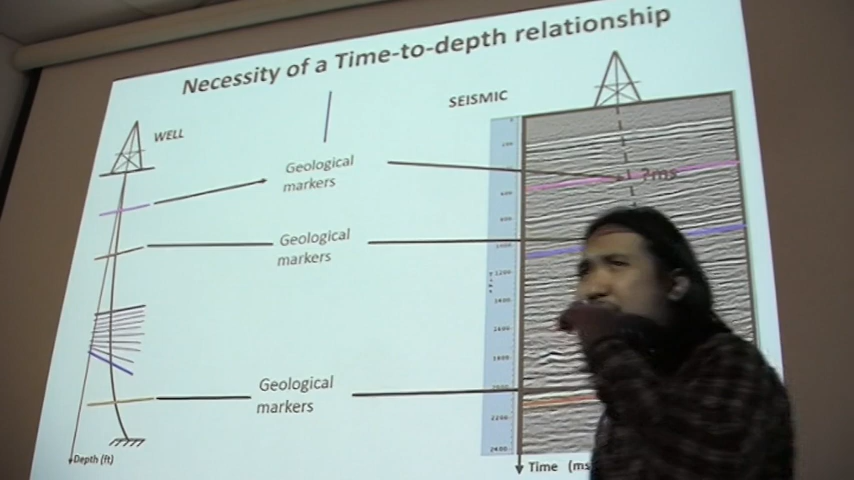 Necessity of a Time-to-depth relationship
WELL
SEISMIC
Geological
markers
?ms
Geological
markers
Geological
markers
Depth (ft)
Time (ms